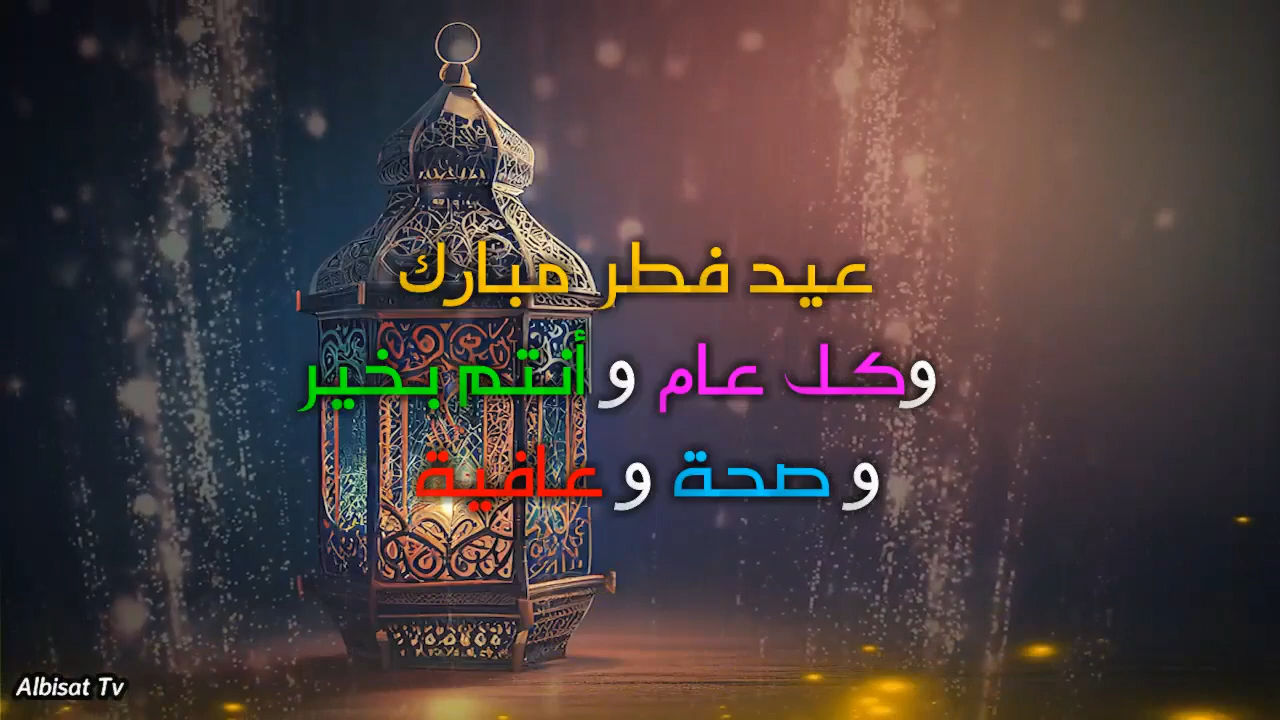 عيد فطر مبارك
وكل عام و أنتم بخير
و صحة و عافية
Albisat Tv